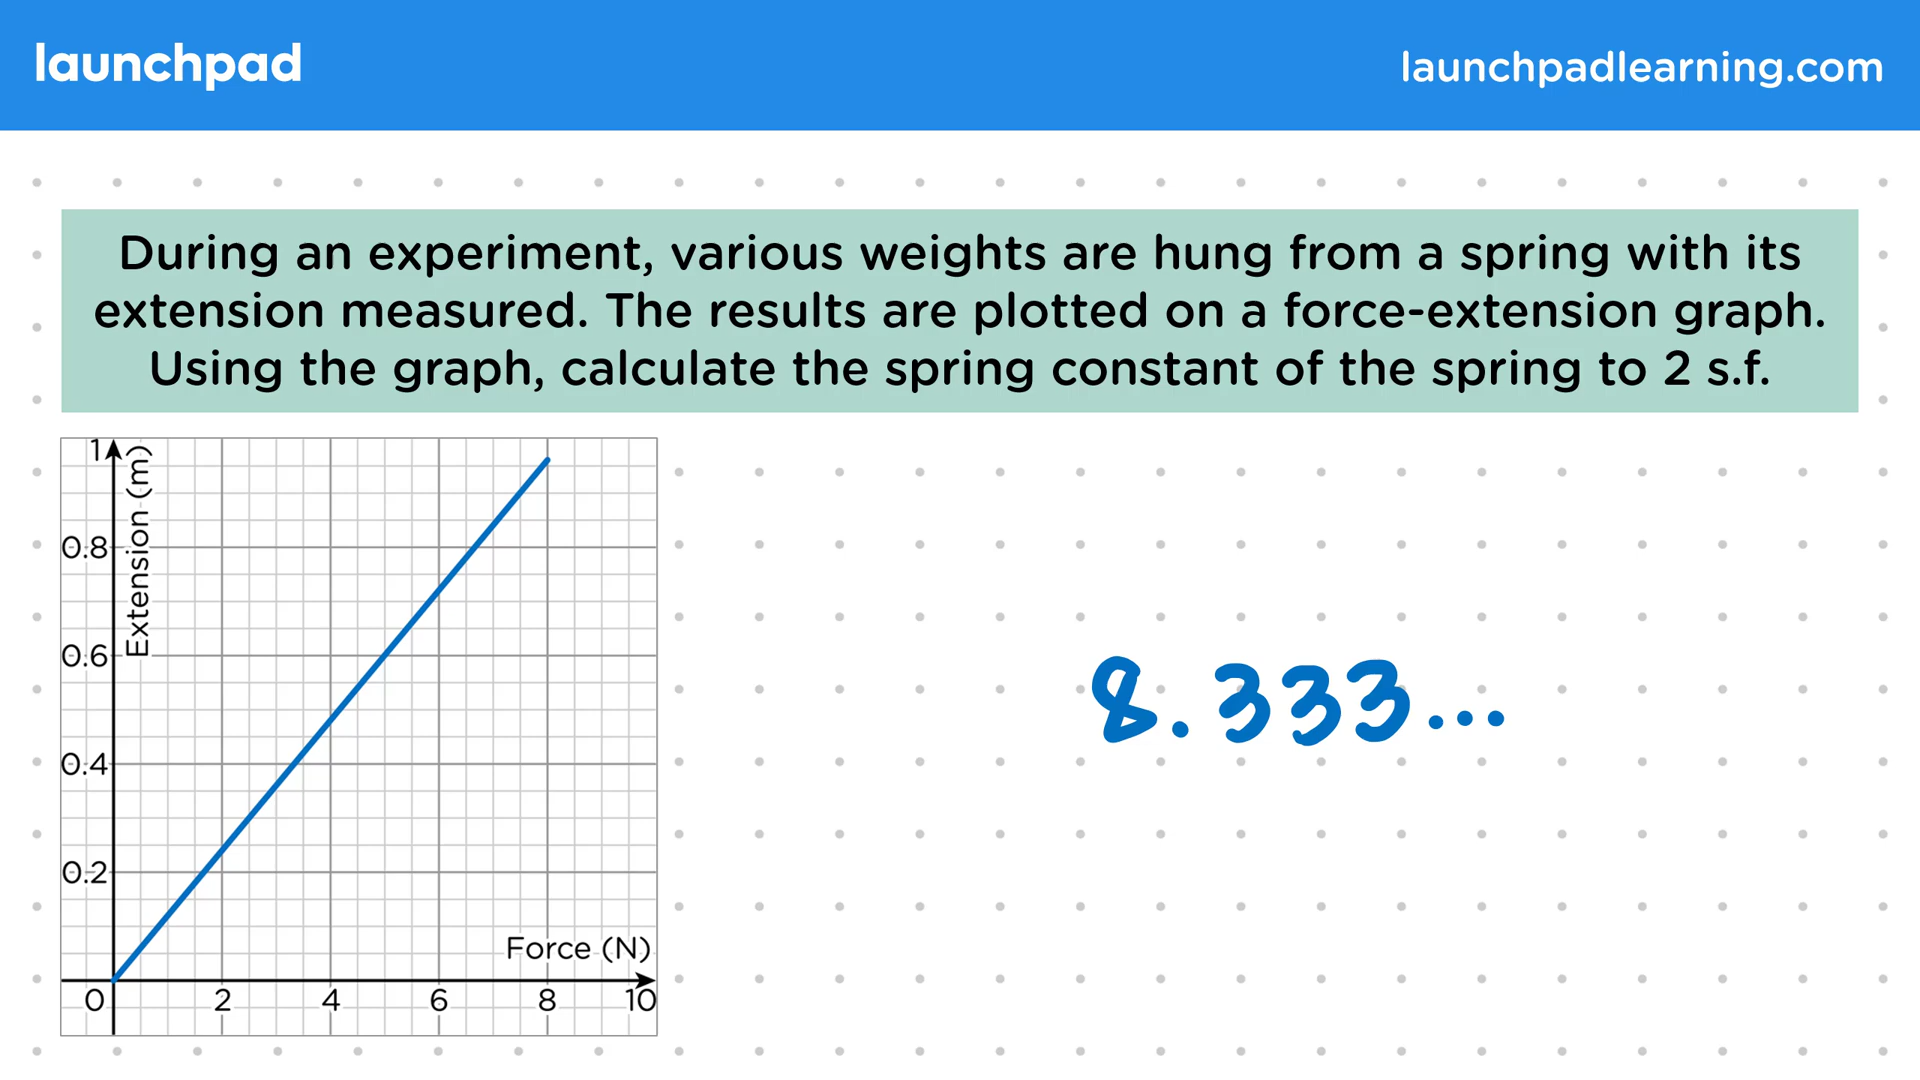 launchpad
launchpadlearning.com
During an experiment, various weights are hung from a spring with its
extension measured. The results are plotted on a force-extension graph.
Using the graph, calculate the spring constant of the spring to 2 s.f.
1
Extension (m)
0.8
0.6
0.4
0.2
Force (N)
0 2 4 6 8 10
8.333...